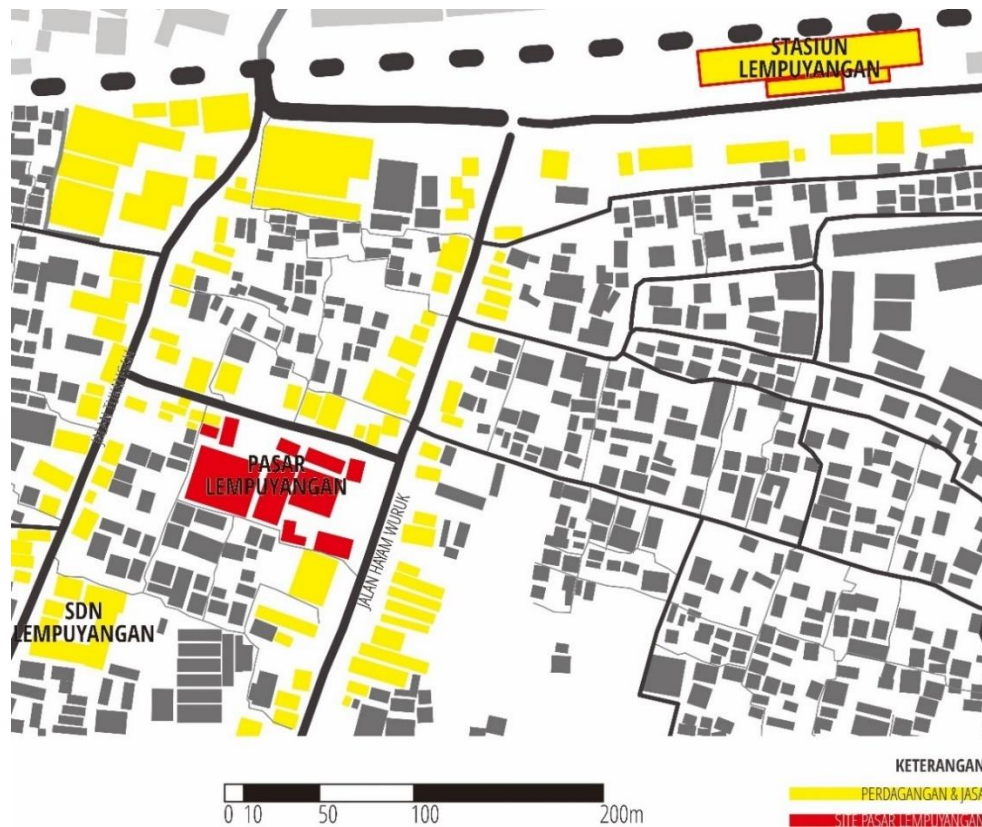 STASIUN
LEMPUYANGAN
PASAR
LEMPUYANGAN
JALAN HAYAM WURUK
SDN
LEMPUYANGAN
KETERANGAN
PERDAGANGAN & JASA
SITE PASAR LEMPUYANGAN
0 10 50 100 200m